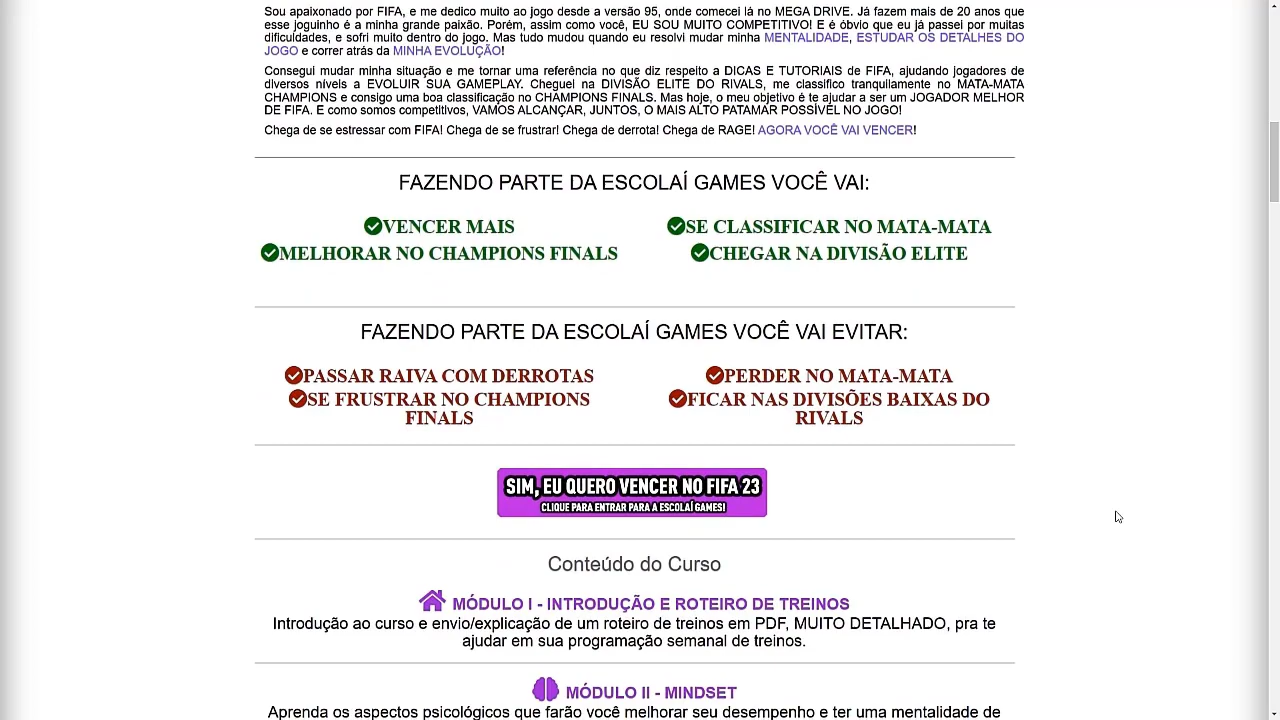 Sou apaixonado por FIFA, e me dedico muito ao jogo desde a versão 95, onde comecei lá no MEGA DRIVE. Já fazem mais de 20 anos que
esse joguinho é a minha grande paixão. Porém, assim como você, EU SOU MUITO COMPETITIVO! E é óbvio que eu já passei por muitas
dificuldades, e sofri muito dentro do jogo. Mas tudo mudou quando eu resolvi mudar minha MENTALIDADE, ESTUDAR OS DETALHES DO
JOGO e correr atrás da MINHA EVOLUÇÃO!
Consegui mudar minha situação e me tornar uma referência no que diz respeito a DICAS E TUTORIAIS de FIFA, ajudando jogadores de
diversos níveis a EVOLUIR SUA GAMEPLAY. Cheguei na DIVISÃO ELITE DO RIVALS, me classifico tranquilamente no MATA-MATA
CHAMPIONS e consigo uma boa classificação no CHAMPIONS FINALS. Mas hoje, o meu objetivo é te ajudar a ser um JOGADOR MELHOR
DE FIFA. E como somos competitivos, VAMOS ALCANÇAR, JUNTOS, O MAIS ALTO PATAMAR POSSÍVEL NO JOGO!
Chega de se estressar com FIFA! Chega de se frustrar! Chega de derrota! Chega de RAGE! AGORA VOCÊ VAI VENCER!
FAZENDO PARTE DA ESCOLAÍ GAMES VOCÊ VAI:
VENCER MAIS
SE CLASSIFICAR NO MATA-MATA
MELHORAR NO CHAMPIONS FINALS
CHEGAR NA DIVISÃO ELITE
FAZENDO PARTE DA ESCOLAÍ GAMES VOCÊ VAI EVITAR:
PASSAR RAIVA COM DERROTAS
PERDER NO MATA-MATA
SE FRUSTRAR NO CHAMPIONS
FINALS
FICAR NAS DIVISÕES BAIXAS DO
RIVALS
SIM, EU QUERO VENCER NO FIFA 23
CLIQUE PARA ENTRAR PARA A ESCOLAÍ GAMES!
Conteúdo do Curso
MÓDULO I - INTRODUÇÃO E ROTEIRO DE TREINOS
Introdução ao curso e envio/explicação de um roteiro de treinos em PDF, MUITO DETALHADO, pra te
ajudar em sua programação semanal de treinos.
MÓDULO II - MINDSET
Aprenda os aspectos psicológicos que farão você melhorar seu desempenho e ter uma mentalidade de